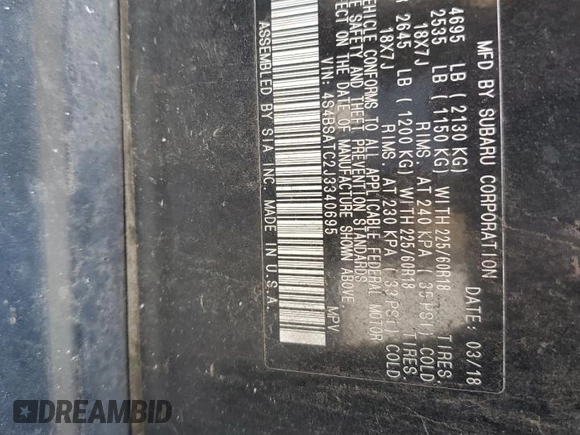 MFD BY SUBARU CORPORATION DATE: 03/18
4695 LB ( 2130 KG)
2535 LB ( 1150 KG) WITH 225/60R18 TIRES,
18X7J RIMS, AT 240 KPA ( 35 PSI) COLD
2645 LB ( 1200 KG) WITH 225/60R18 TIRES,
18X7J RIMS, AT 230 KPA ( 33 PSI) COLD
VEHICLE CONFORMS TO ALL APPLICABLE FEDERAL MOTOR
SAFETY AND THEFT PREVENTION STANDARDS
ECT ON THE DATE OF MANUFACTURE SHOWN ABOVE.
VIN: 4S4BSATC2J3340695 MPV
ASSEMBLED BY SIA INC. MADE IN U.S.A.
DREAMBID